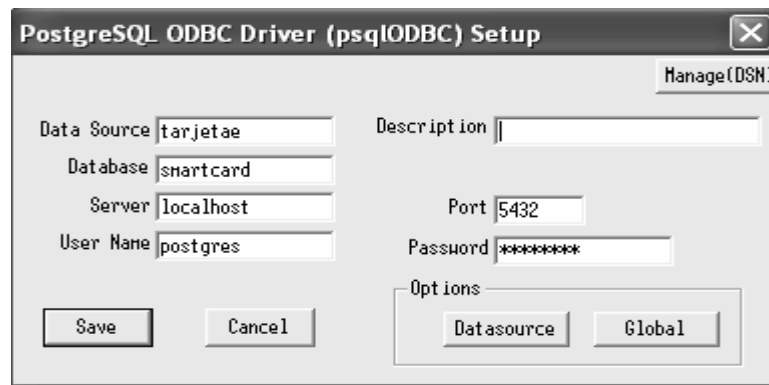 PostgreSQL ODBC Driver (psqlODBC) Setup
Manage(DSN)
Data Source tarjetae
Description
Database smartcard
Server localhost
Port 5432
User Name postgres
Password ********
Options
Save
Cancel
Datasource
Global